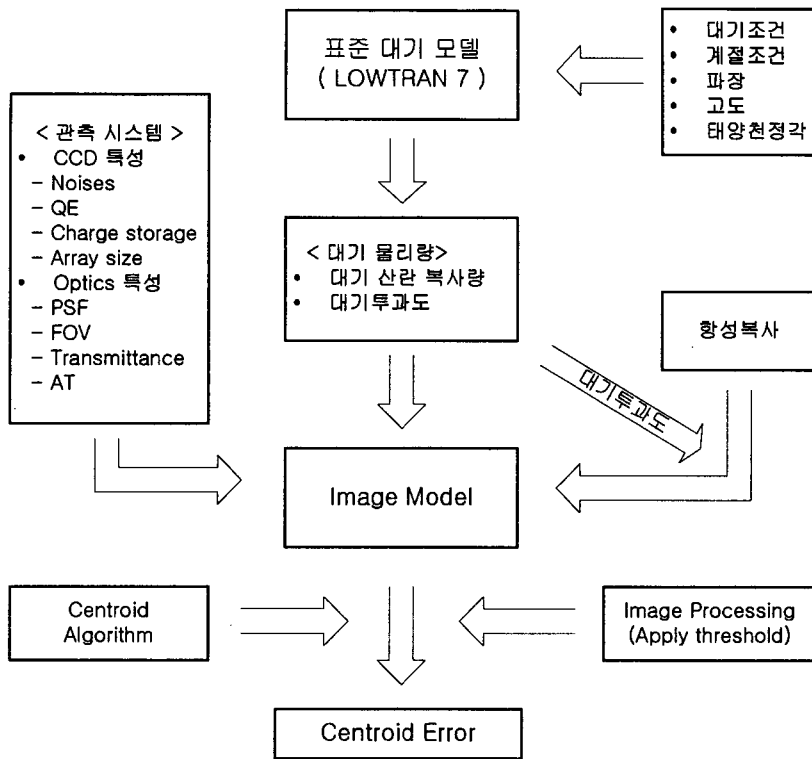 표준 대기 모델
( LOWTRAN 7 )
• 대기조건
• 계절조건
• 파장
• 고도
• 태양천정각
< 관측 시스템 >
• CCD 특성
– Noises
– QE
– Charge storage
– Array size
• Optics 특성
– PSF
– FOV
– Transmittance
– AT
< 대기 물리량>
• 대기 산란 복사량
• 대기투과도
항성복사
대기투과도
Image Model
Centroid
Algorithm
Image Processing
(Apply threshold)
Centroid Error